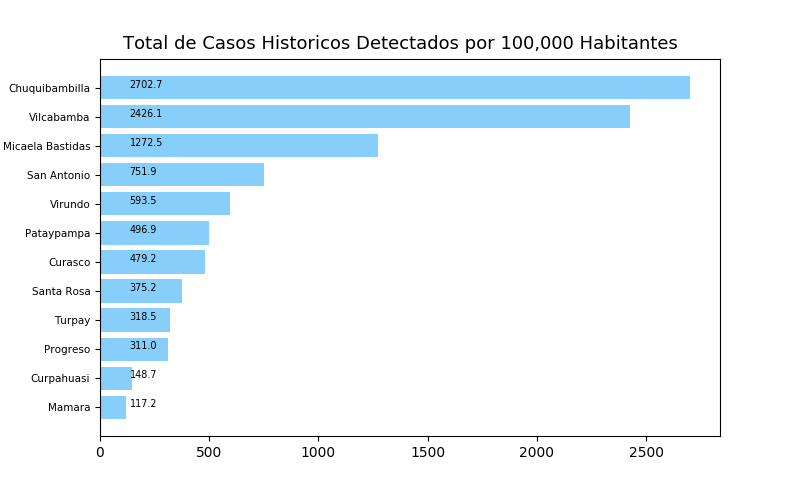 Total de Casos Historicos Detectados por 100,000 Habitantes
Chuquibambilla 2702.7
Vilcabamba 2426.1
Micaela Bastidas 1272.5
San Antonio 751.9
Virundo 593.5
Pataypampa 496.9
Curasco 479.2
Santa Rosa 375.2
Turpay 318.5
Progreso 311.0
Curpahuasi 148.7
Mamara 117.2
0 500 1000 1500 2000 2500